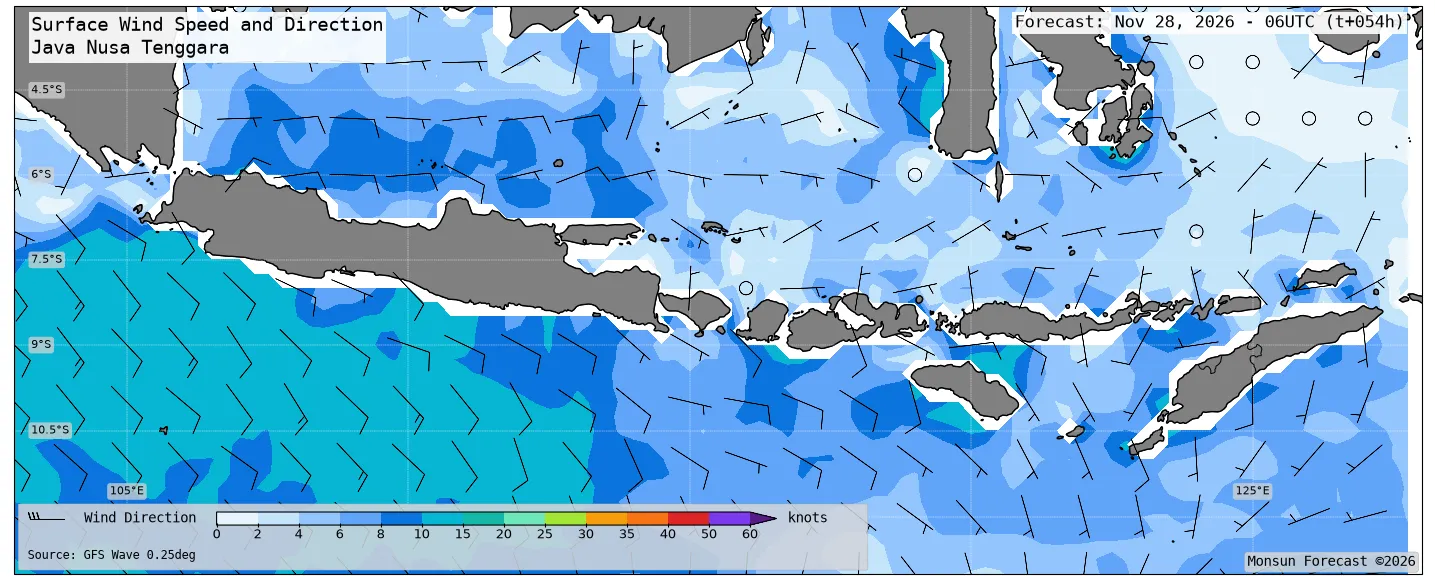 Surface Wind Speed and Direction
Java Nusa Tenggara
Forecast: Nov 28, 2026 - 06UTC (t+054h)
4.5°S
6°S
7.5°S
9°S
10.5°S
105°E
125°E
Wind Direction
0 2 4 6 8 10 15 20 25 30 35 40 50 60 knots
Source: GFS Wave 0.25deg
Monsun Forecast ©2026